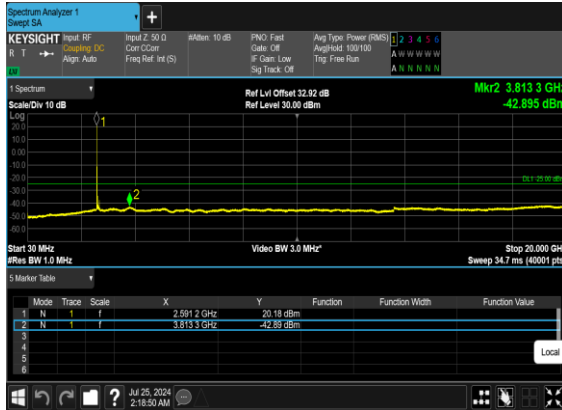 Spectrum Analyzer 1
Swept SA
KEYSIGHT Input: RF Input Z: 50 Ω #Atten: 10 dB PNO: Fast Avg Type: Power (RMS) 1 2 3 4 5 6
R T Coupling: DC Corr CCorr Gate: Off Avg|Hold: 100/100 A W W W W W
Align: Auto Freq Ref: Int (S) IF Gain: Low Trig: Free Run
Sig Track: Off A N N N N N
1 Spectrum Ref Lvl Offset 32.92 dB Mkr2 3.813 3 GHz
Scale/Div 10 dB Ref Level 30.00 dBm -42.895 dBm
Log
20.0
10.0
0.00
-10.0
-20.0
-30.0
-40.0
-50.0
-60.0
1
2
DL1 -25.00 dBm
Start 30 MHz Video BW 3.0 MHz* Stop 20.000 GH
#Res BW 1.0 MHz Sweep 34.7 ms (40001 pts
5 Marker Table
Mode Trace Scale X Y Function Function Width Function Value
1 N 1 f 2.591 2 GHz 20.18 dBm
2 N 1 f 3.813 3 GHz -42.89 dBm
3
4
5
6
Local
? Jul 25, 2024
2:18:50 AM